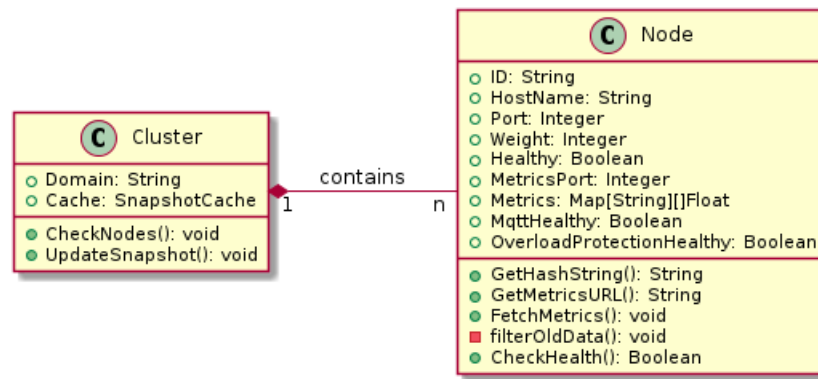 C Cluster
Domain: String
Cache: SnapshotCache
CheckNodes(): void
UpdateSnapshot(): void
contains
1
n
C Node
ID: String
HostName: String
Port: Integer
Weight: Integer
Healthy: Boolean
MetricsPort: Integer
Metrics: Map[String][]Float
MqttHealthy: Boolean
OverloadProtectionHealthy: Boolean
GetHashString(): String
GetMetricsURL(): String
FetchMetrics(): void
filterOldData(): void
CheckHealth(): Boolean